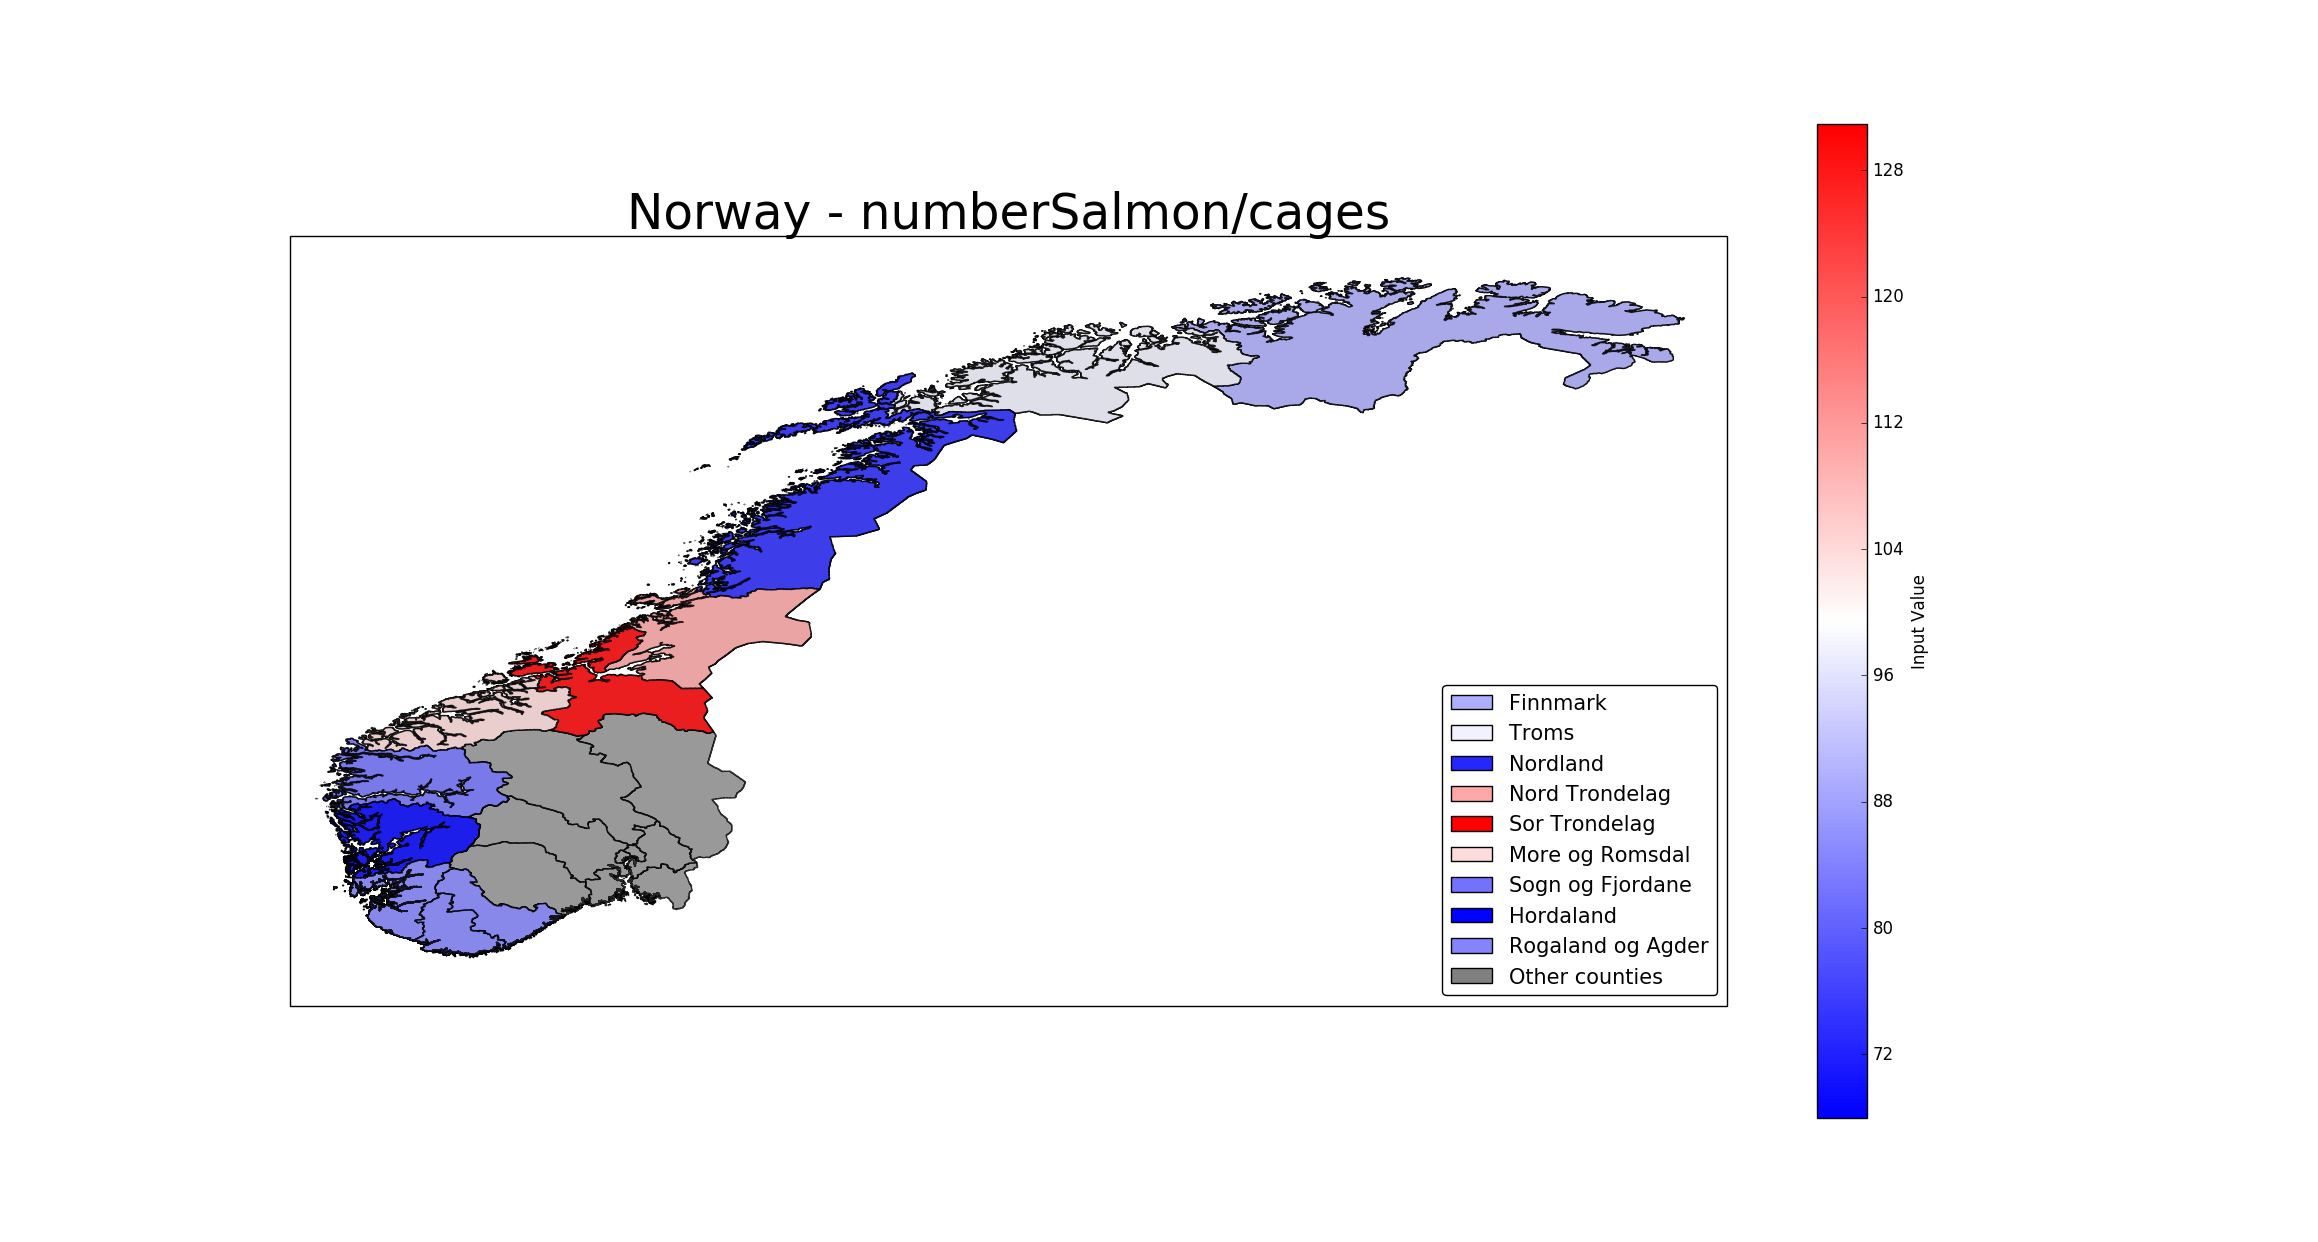 Norway - numberSalmon/cages
Finnmark
Troms
Nordland
Nord Trondelag
Sor Trondelag
More og Romsdal
Sogn og Fjordane
Hordaland
Rogaland og Agder
Other counties
128
120
112
104
96
88
80
72
Input Value